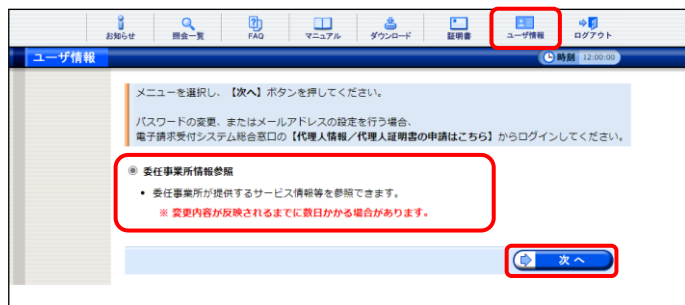 お知らせ 照会一覧 FAQ マニュアル ダウンロード 証明書 ユーザ情報 ログアウト
ユーザ情報 時刻 12:00:00
メニューを選択し、【次へ】ボタンを押してください。
パスワードの変更、またはメールアドレスの設定を行う場合、
電子請求受付システム総合窓口の【代理人情報／代理人証明書の申請はこちら】からログインしてください。
委任事業所情報参照
• 委任事業所が提供するサービス情報等を参照できます。
※ 変更内容が反映されるまでに数日かかる場合があります。
次へ